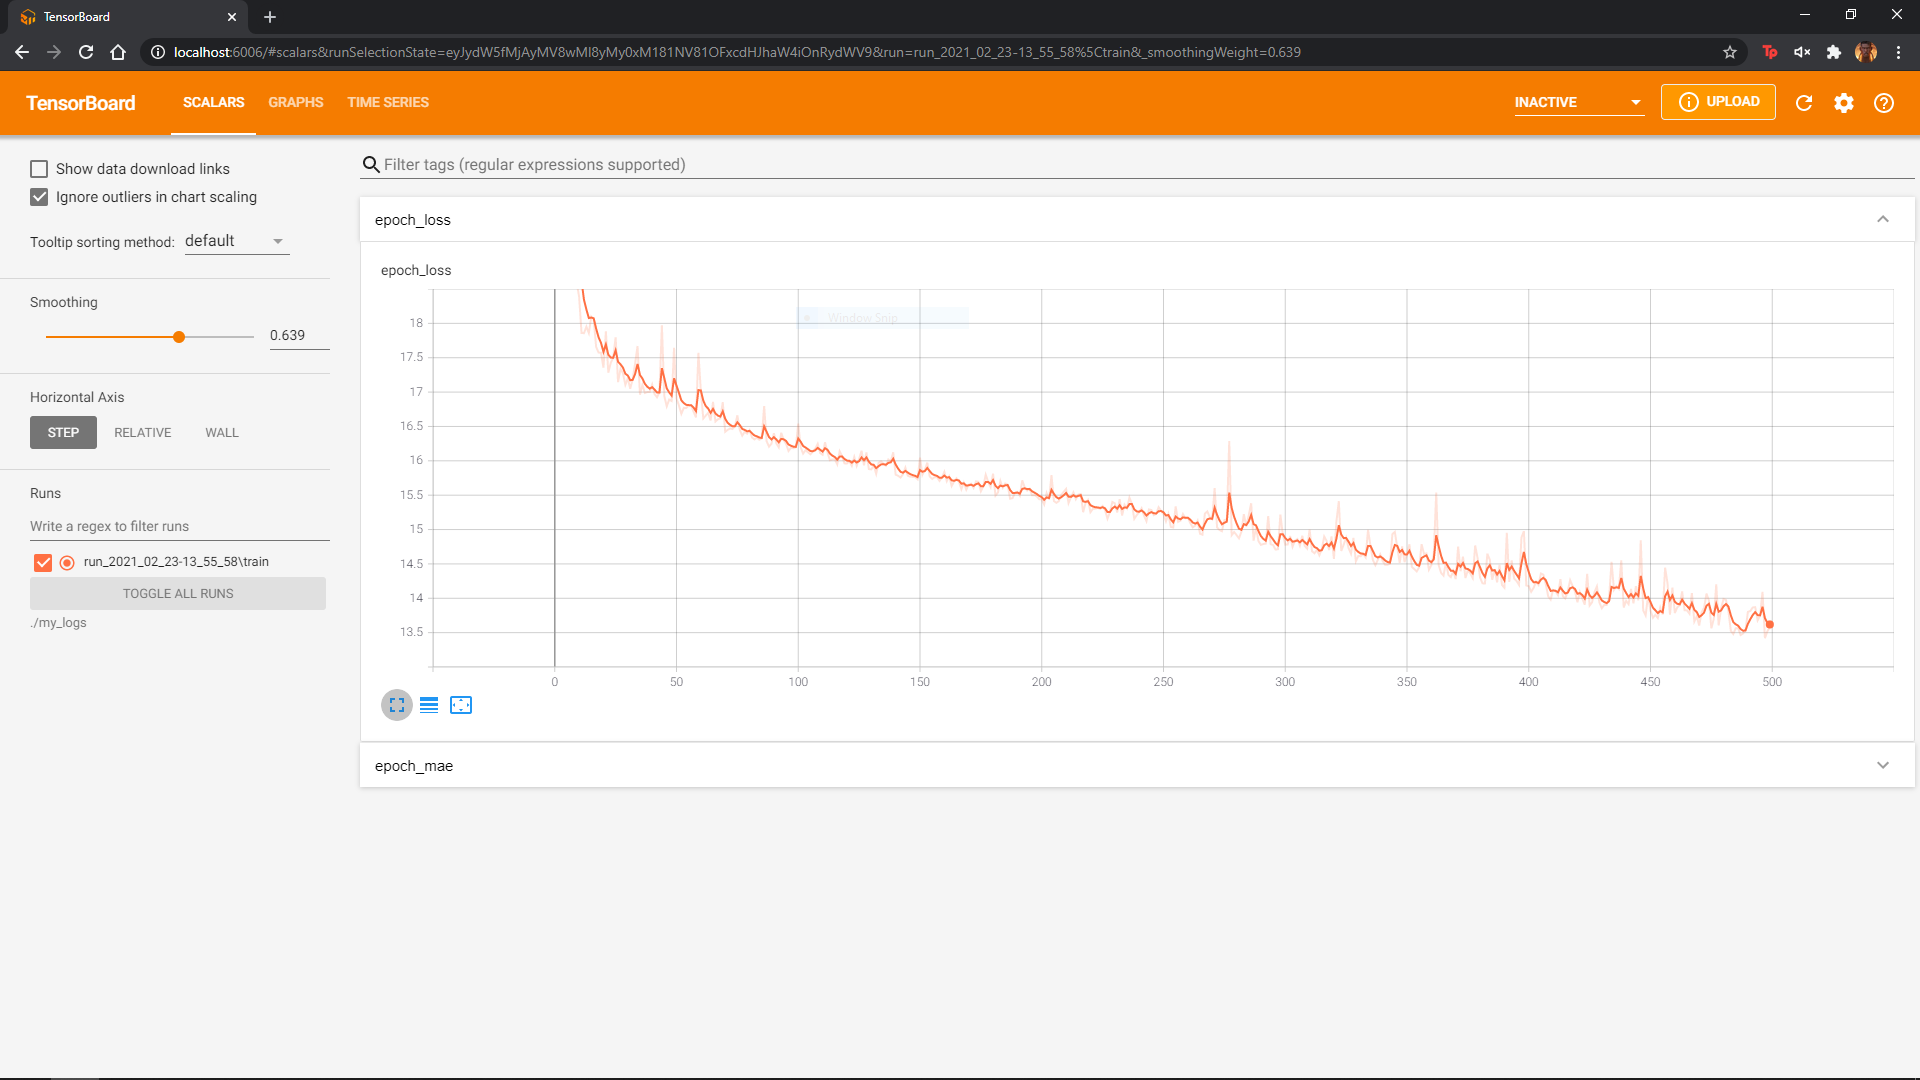 TensorBoard
localhost:6006/#scalars&runSelectionState=eyJydW5fMjAyMV8wMl8yMy0xM181NV81OFxcdHJhaW4iOnRydWV9&run=run_2021_02_23-13_55_58%5Ctrain&_smoothingWeight=0.639
Tp
TensorBoard SCALARS GRAPHS TIME SERIES INACTIVE UPLOAD
Show data download links
Ignore outliers in chart scaling
Tooltip sorting method: default
Smoothing
0.639
Horizontal Axis
STEP RELATIVE WALL
Runs
Write a regex to filter runs
run_2021_02_23-13_55_58\train
TOGGLE ALL RUNS
./my_logs
Filter tags (regular expressions supported)
epoch_loss
epoch_loss
Window Snip
18
17.5
17
16.5
16
15.5
15
14.5
14
13.5
0 50 100 150 200 250 300 350 400 450 500
epoch_mae